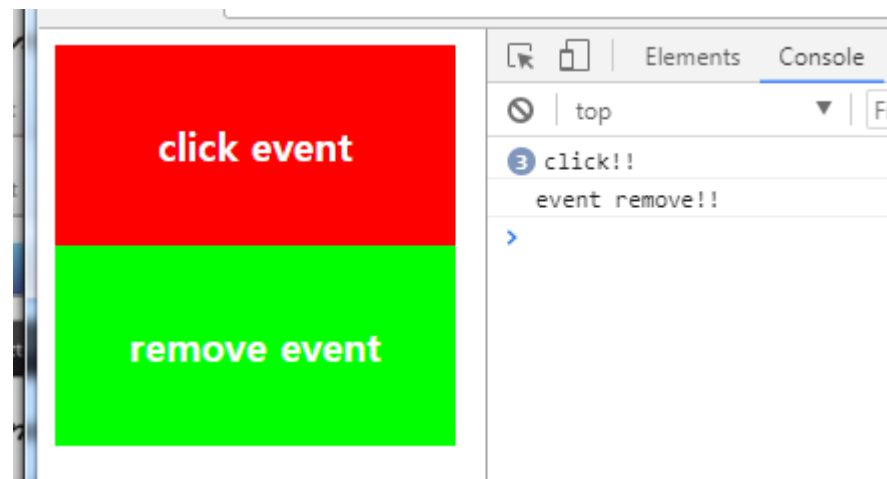 click event
remove event
Elements Console
top
3 click!!
event remove!!